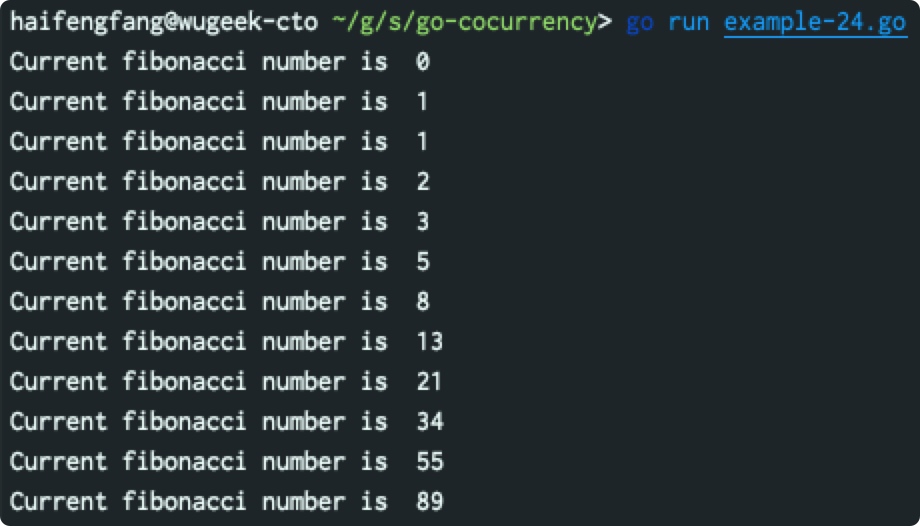 haifengfang@wugeek-cto ~/g/s/go-cocurrency> go run example-24.go
Current fibonacci number is  0
Current fibonacci number is  1
Current fibonacci number is  1
Current fibonacci number is  2
Current fibonacci number is  3
Current fibonacci number is  5
Current fibonacci number is  8
Current fibonacci number is  13
Current fibonacci number is  21
Current fibonacci number is  34
Current fibonacci number is  55
Current fibonacci number is  89